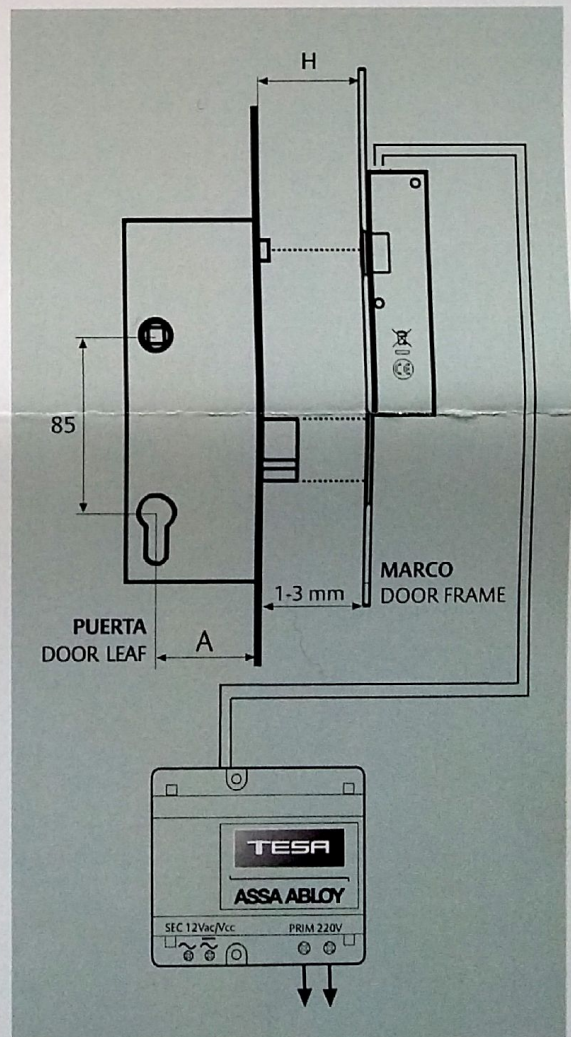 H
85
1-3 mm
MARCO
DOOR FRAME
PUERTA
DOOR LEAF
A
TESA
ASSA ABLOY
SEC 12Vac/Vcc
PRIM 220V